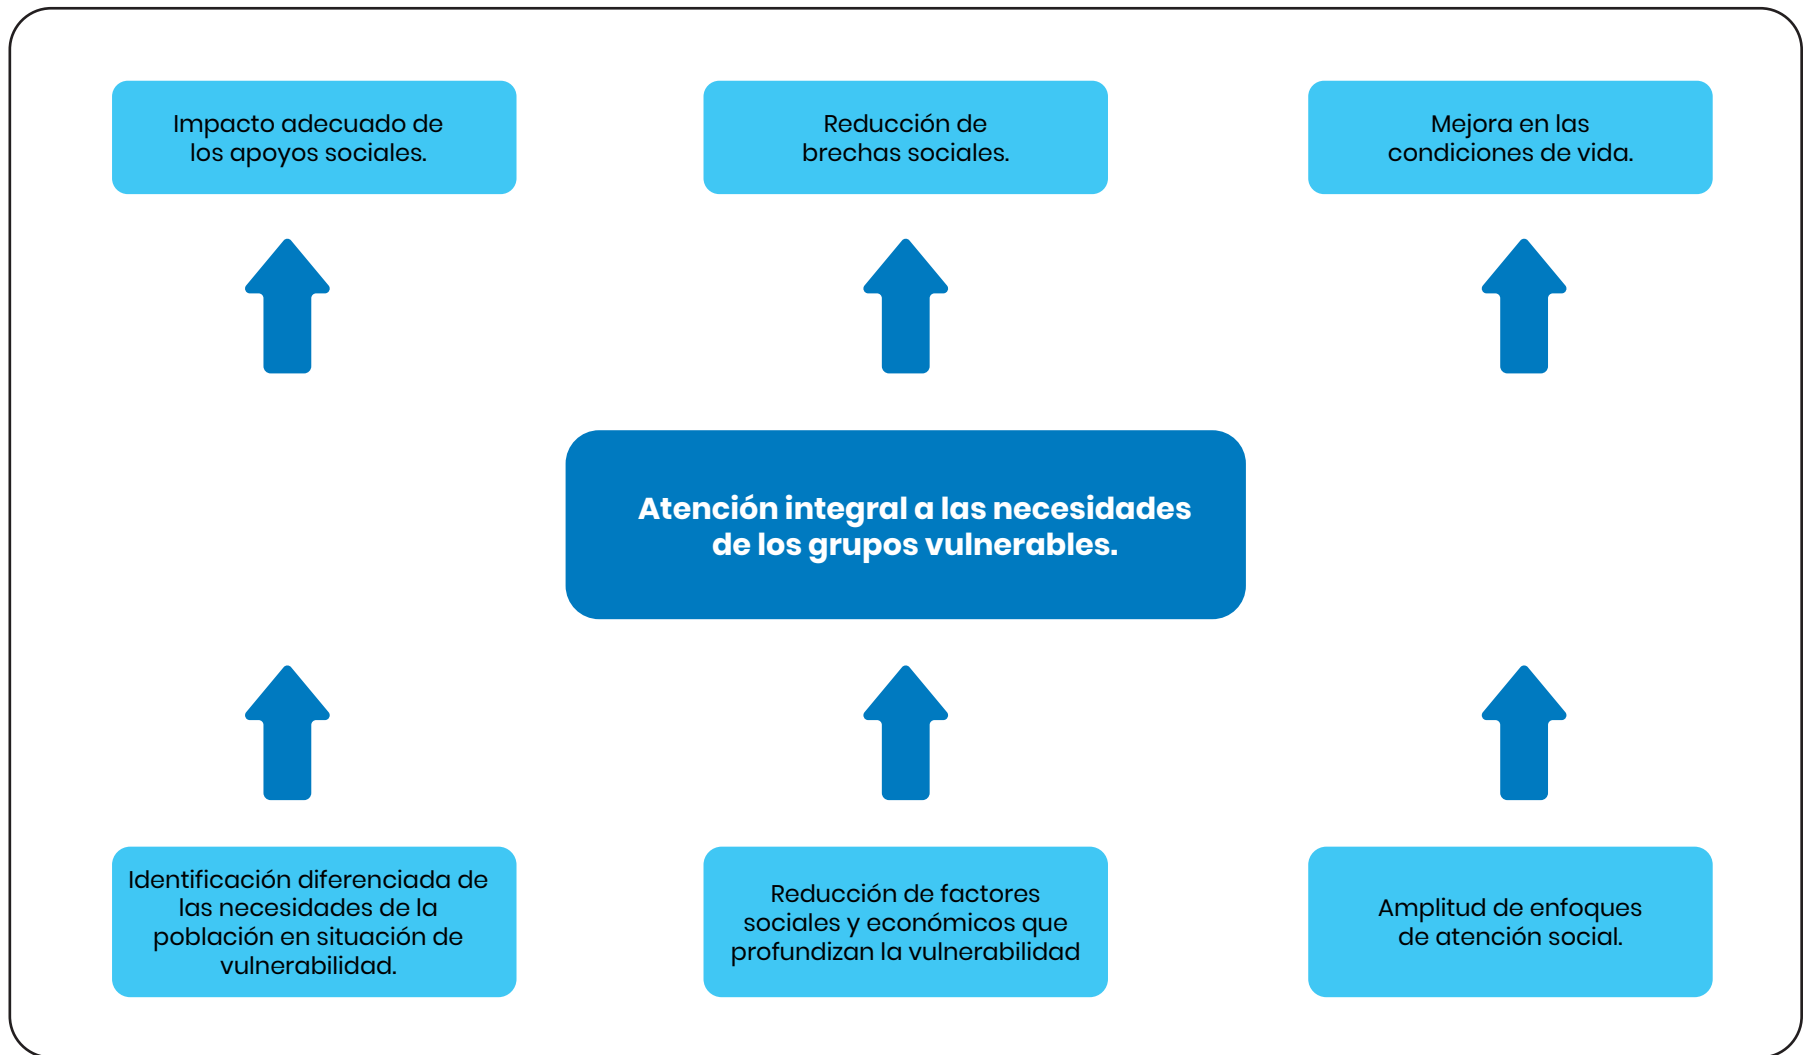 Impacto adecuado de
los apoyos sociales.
Reducción de
brechas sociales.
Mejora en las
condiciones de vida.
Atención integral a las necesidades
de los grupos vulnerables.
Identificación diferenciada de
las necesidades de la
población en situación de
vulnerabilidad.
Reducción de factores
sociales y económicos que
profundizan la vulnerabilidad
Amplitud de enfoques
de atención social.